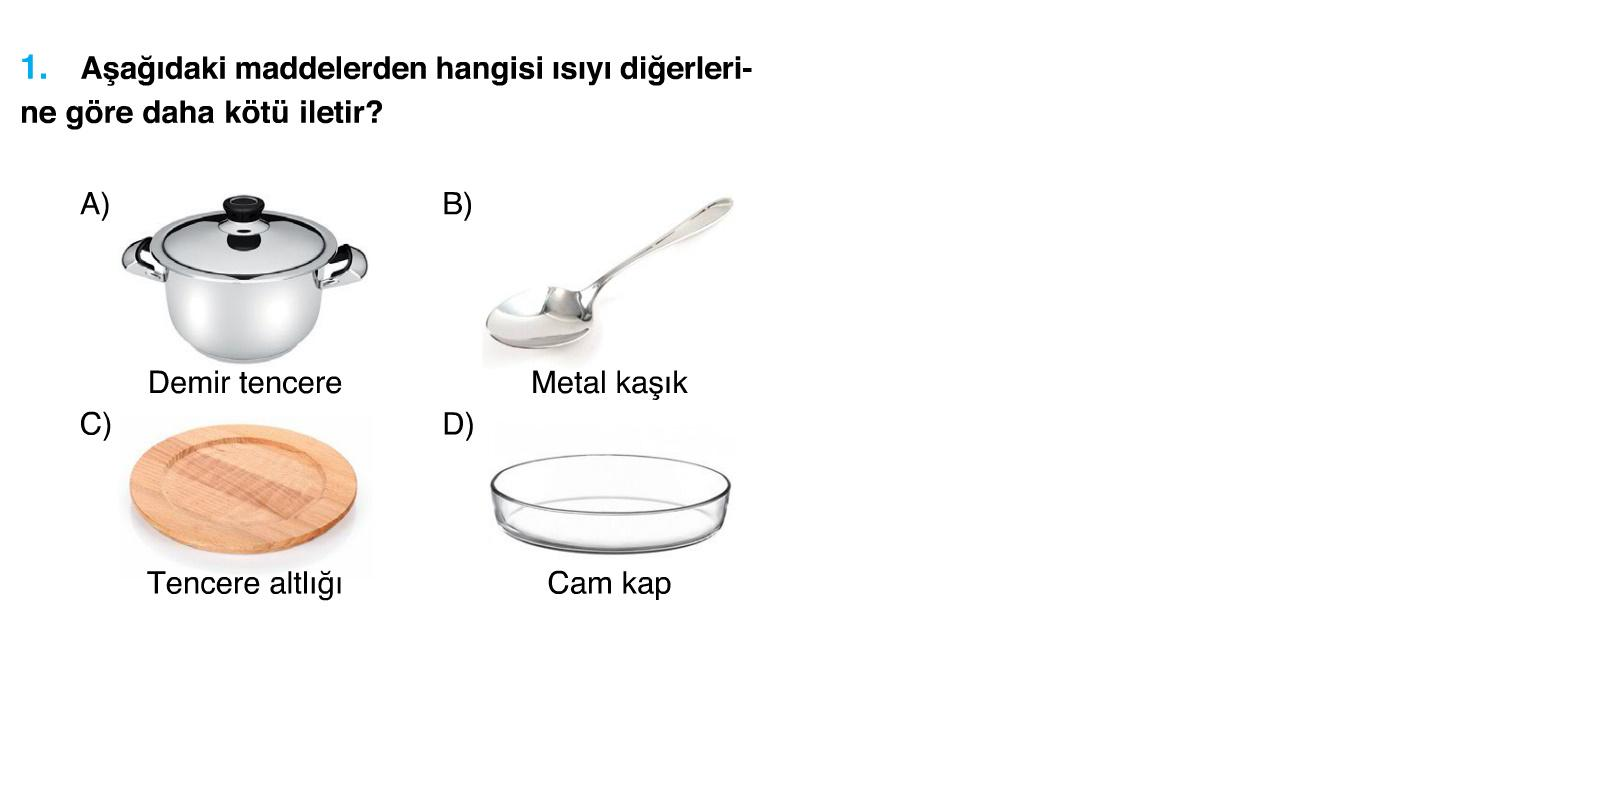 1. Aşağıdaki maddelerden hangisi ısıyı diğerleri-
ne göre daha kötü iletir?
A)
B)
Demir tencere
Metal kaşık
C)
D)
Tencere altlığı
Cam kap